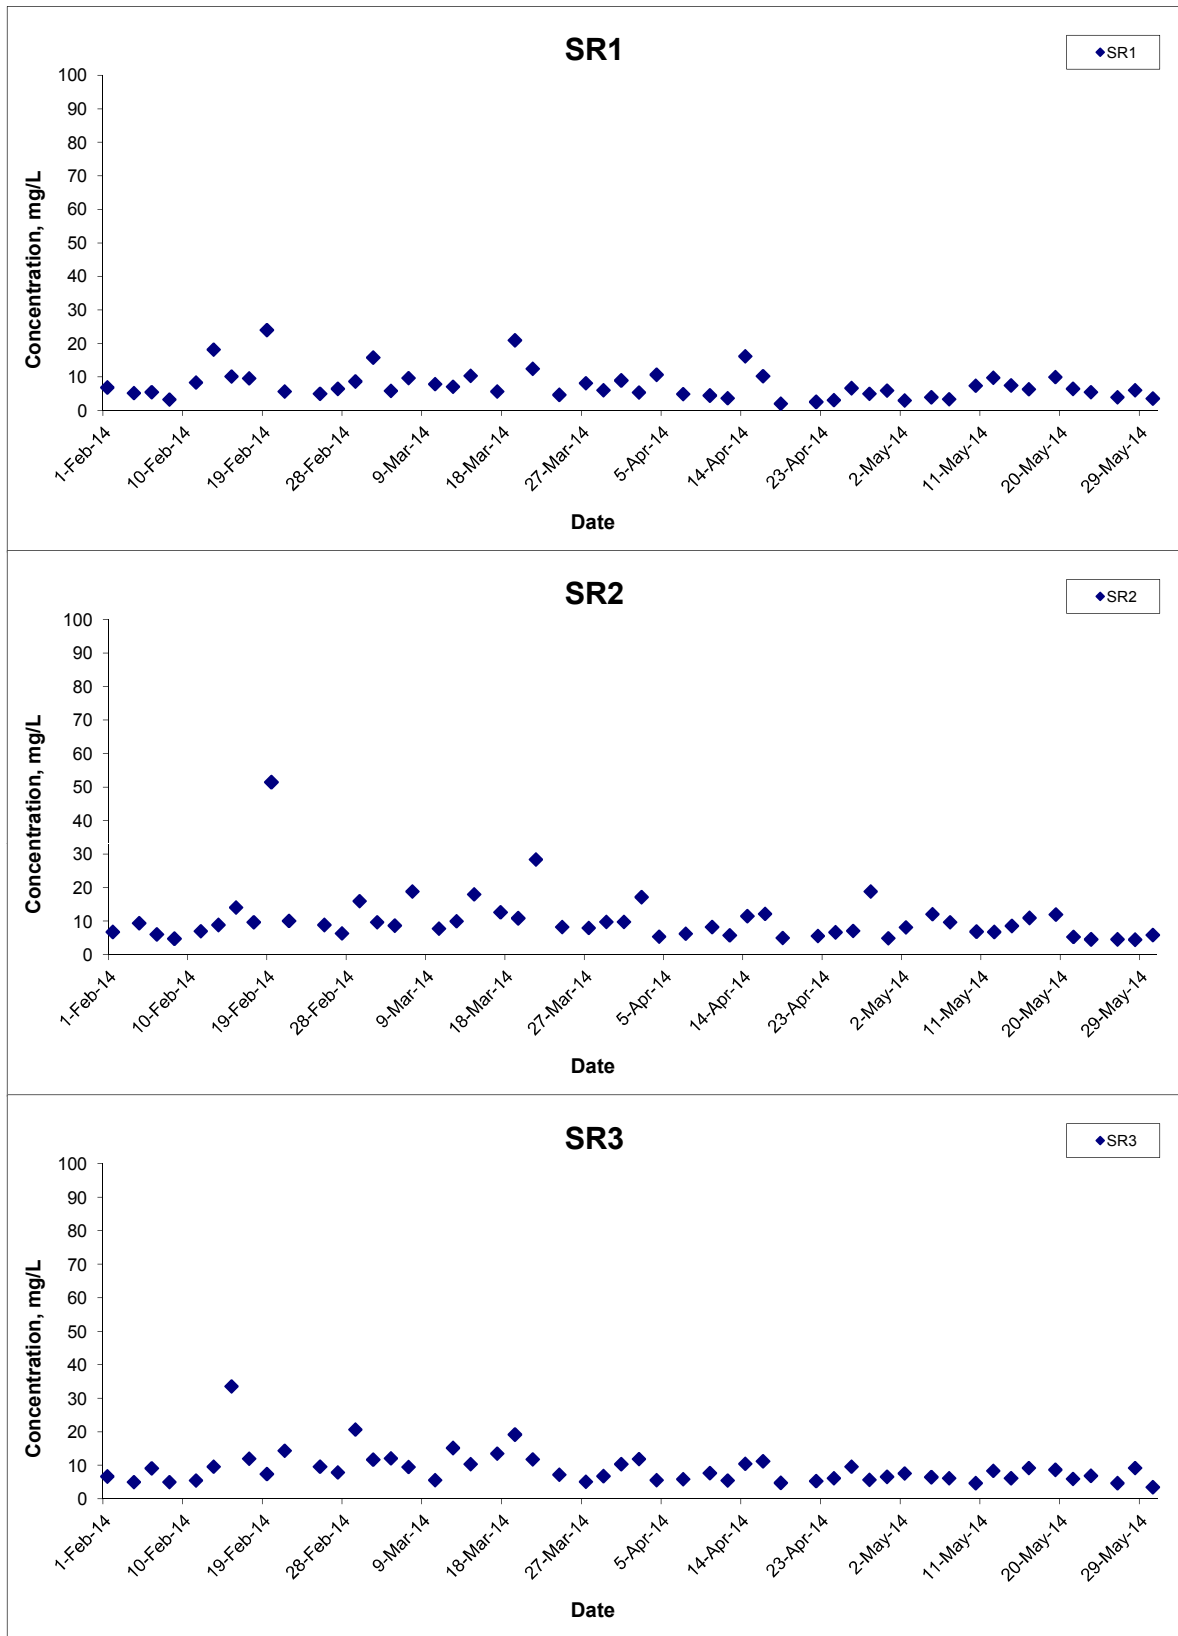 SR1
SR1
100
90
80
70
60
50
40
30
20
10
0
Concentration, mg/L
1-Feb-14
10-Feb-14
19-Feb-14
28-Feb-14
9-Mar-14
18-Mar-14
27-Mar-14
5-Apr-14
14-Apr-14
23-Apr-14
2-May-14
11-May-14
20-May-14
29-May-14
Date
SR2
SR2
100
90
80
70
60
50
40
30
20
10
0
Concentration, mg/L
1-Feb-14
10-Feb-14
19-Feb-14
28-Feb-14
9-Mar-14
18-Mar-14
27-Mar-14
5-Apr-14
14-Apr-14
23-Apr-14
2-May-14
11-May-14
20-May-14
29-May-14
Date
SR3
SR3
100
90
80
70
60
50
40
30
20
10
0
Concentration, mg/L
1-Feb-14
10-Feb-14
19-Feb-14
28-Feb-14
9-Mar-14
18-Mar-14
27-Mar-14
5-Apr-14
14-Apr-14
23-Apr-14
2-May-14
11-May-14
20-May-14
29-May-14
Date